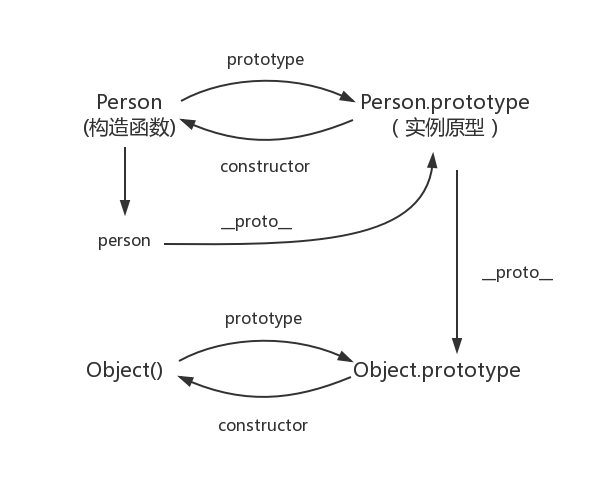 prototype
Person
(构造函数)
Person.prototype
（ 实例原型 ）
constructor
__proto__
person
__proto__
prototype
Object()
Object.prototype
constructor